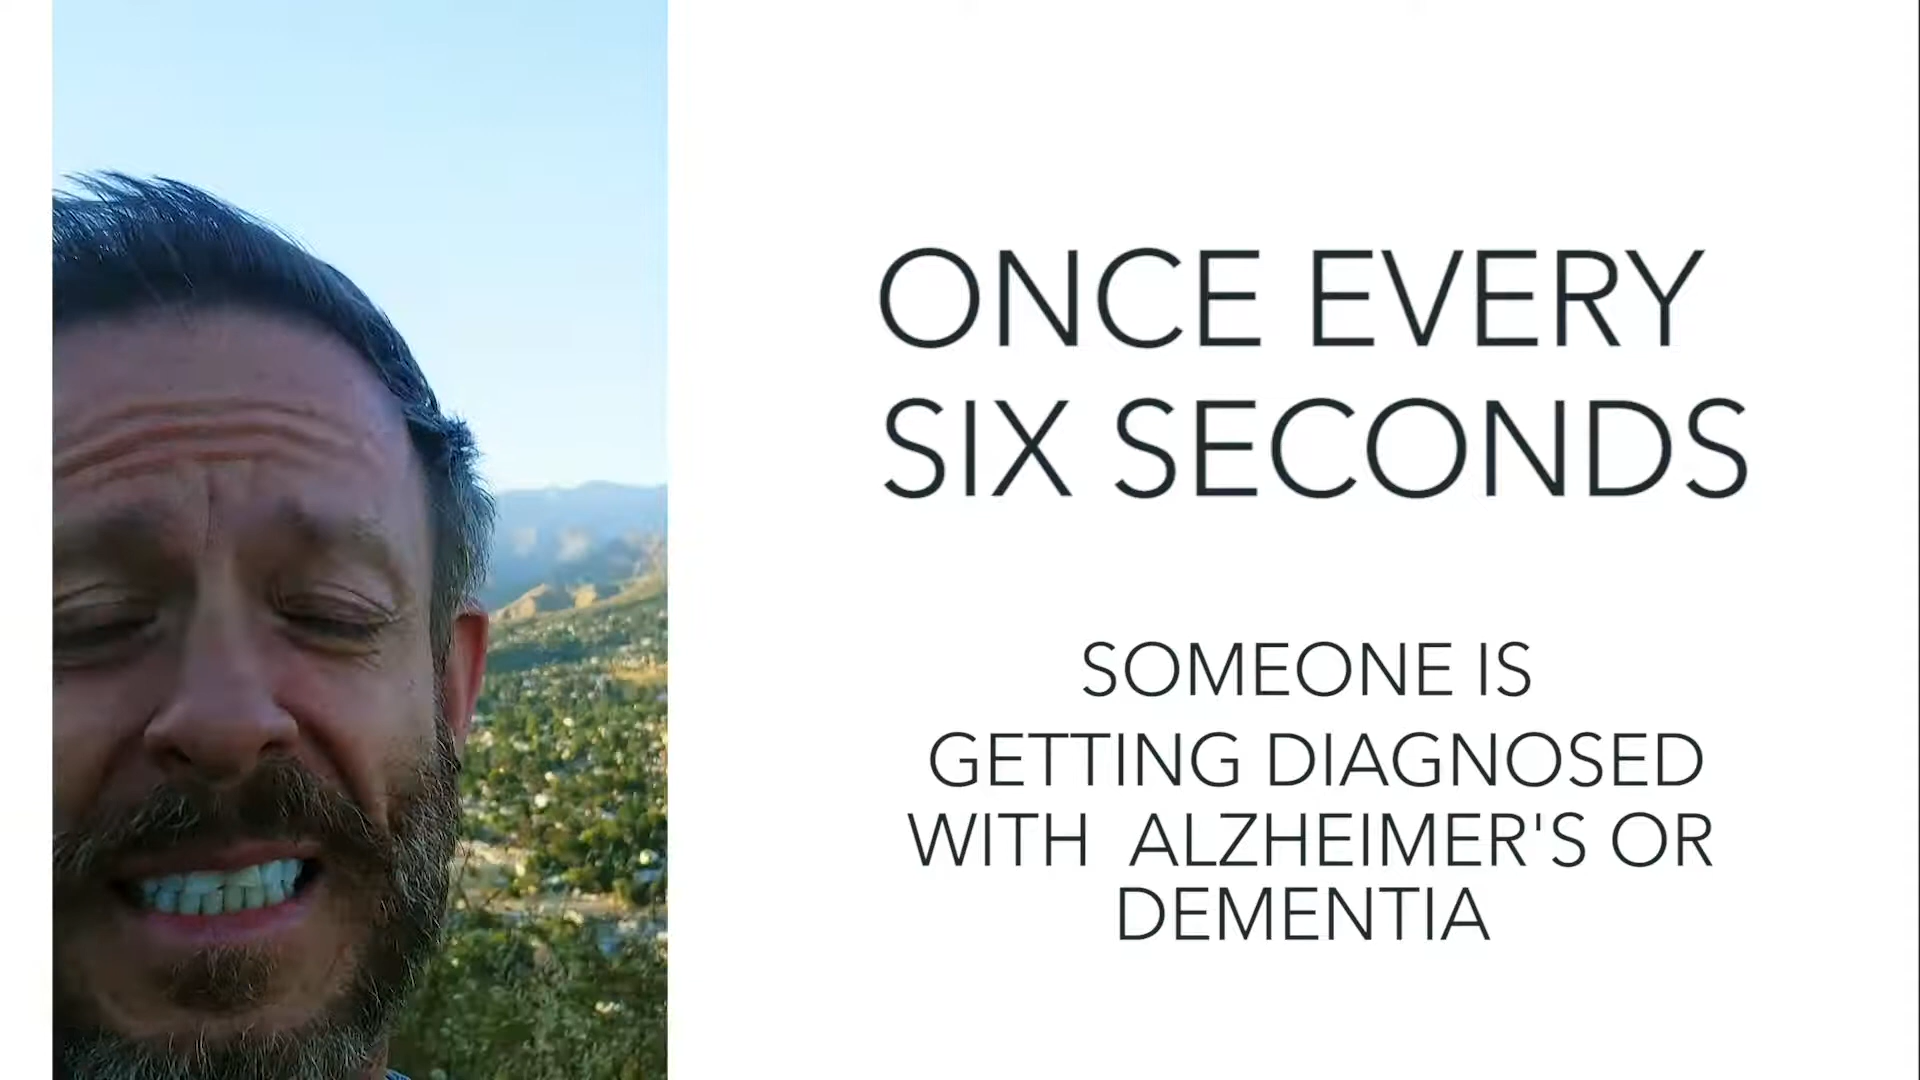 ONCE EVERY
SIX SECONDS
SOMEONE IS
GETTING DIAGNOSED
WITH ALZHEIMER'S OR
DEMENTIA